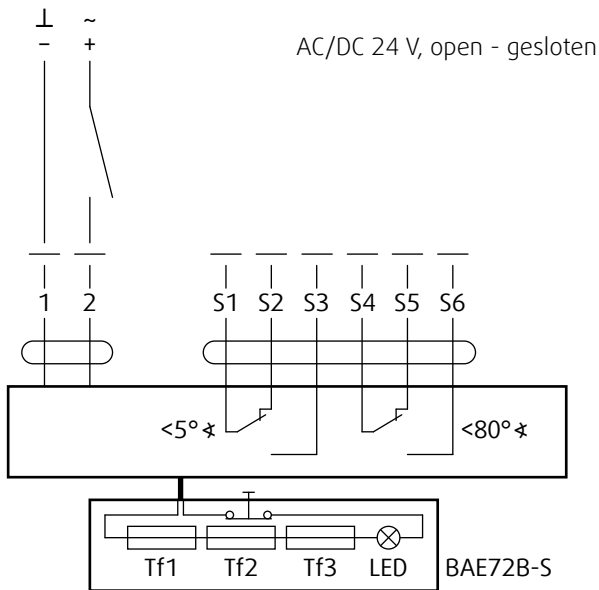 ⊥ ~
− +
AC/DC 24 V, open - gesloten
1 2 S1 S2 S3 S4 S5 S6
<5°∢ <80°∢
Tf1 Tf2 Tf3 LED BAE72B-S